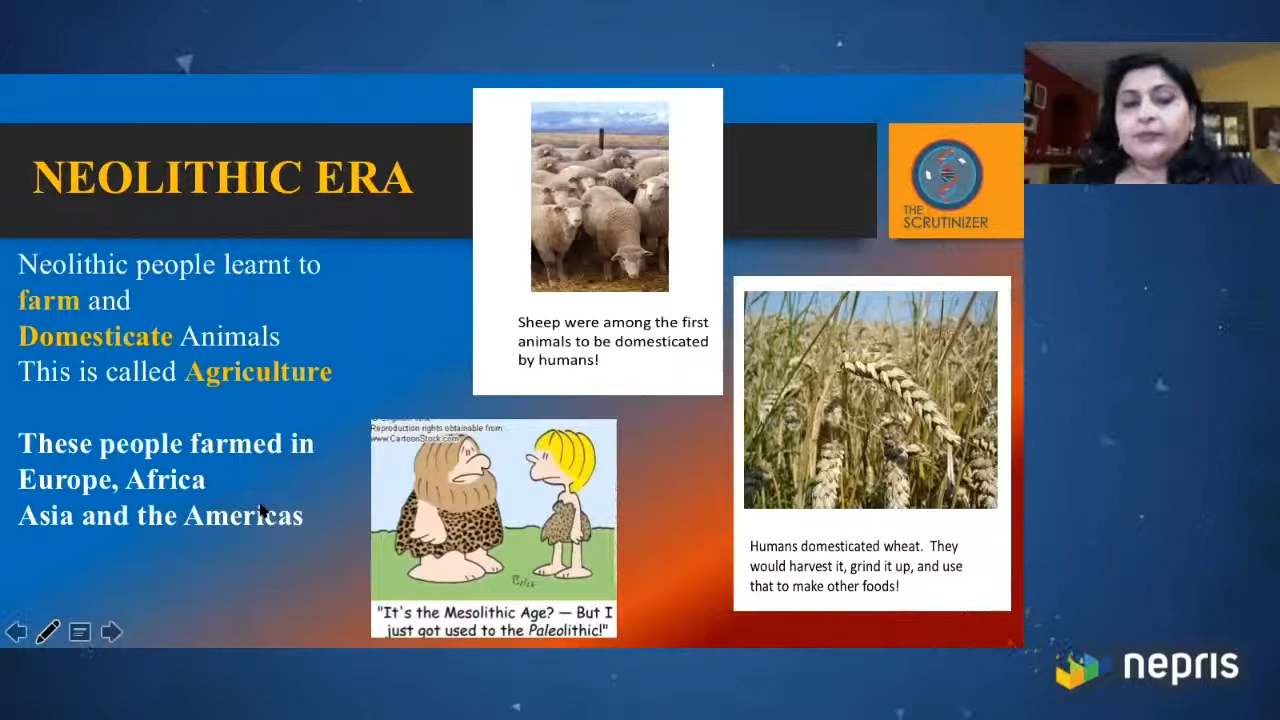 NEOLITHIC ERA
Neolithic people learnt to
farm and
Domesticate Animals
This is called Agriculture
These people farmed in
Europe, Africa
Asia and the Americas
Sheep were among the first
animals to be domesticated
by humans!
THE
SCRUTINIZER
Reproduction rights obtainable from
www.CartoonStock.com
"It's the Mesolithic Age? — But I
just got used to the Paleolithic!"
Humans domesticated wheat. They
would harvest it, grind it up, and use
that to make other foods!
nepris